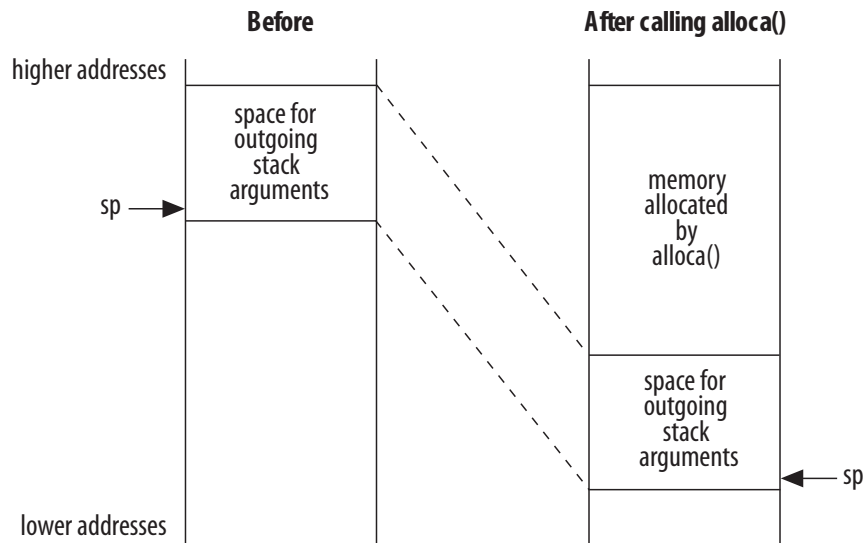 Before
After calling alloca()
higher addresses
space for
outgoing
stack
arguments
sp
memory
allocated
by
alloca()
space for
outgoing
stack
arguments
sp
lower addresses